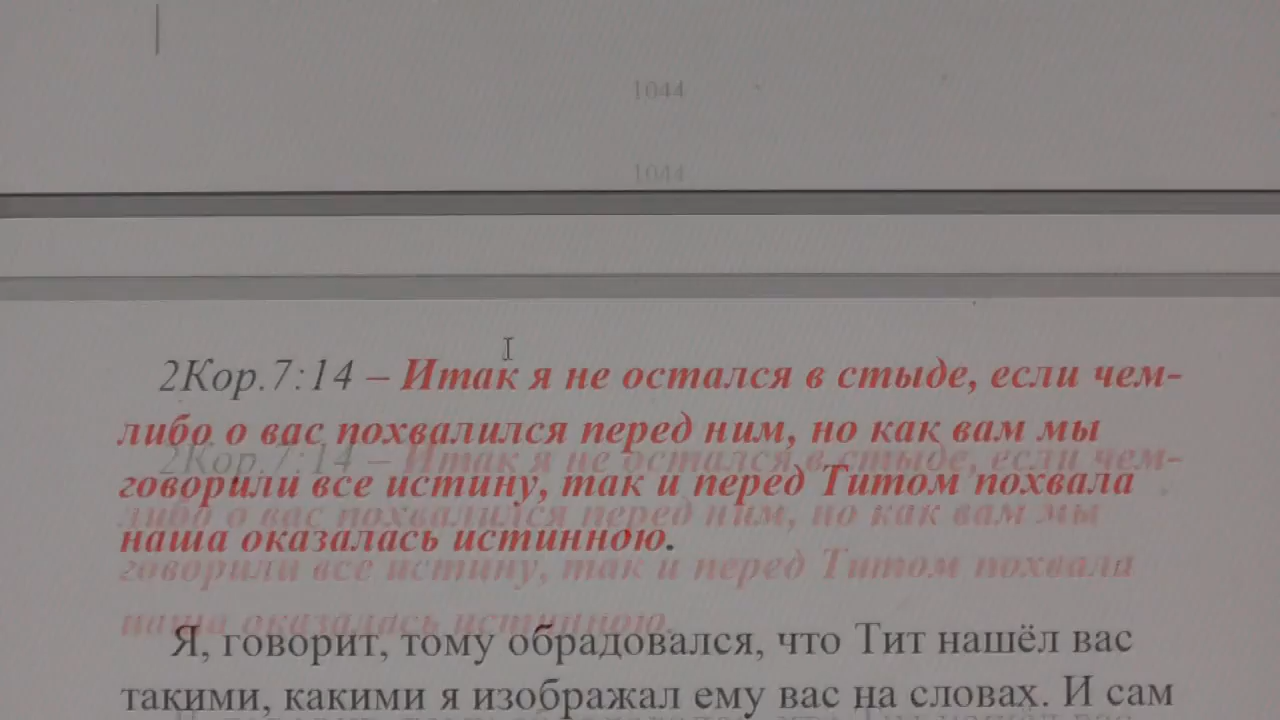 1044
1044
2Кор.7:14 – Итак я не остался в стыде, если чем-
либо о вас похвалился перед ним, но как вам мы
говорили все истину, так и перед Титом похвала
наша оказалась истинною.
Я, говорит, тому обрадовался, что Тит нашёл вас
такими, какими я изображал ему вас на словах. И сам